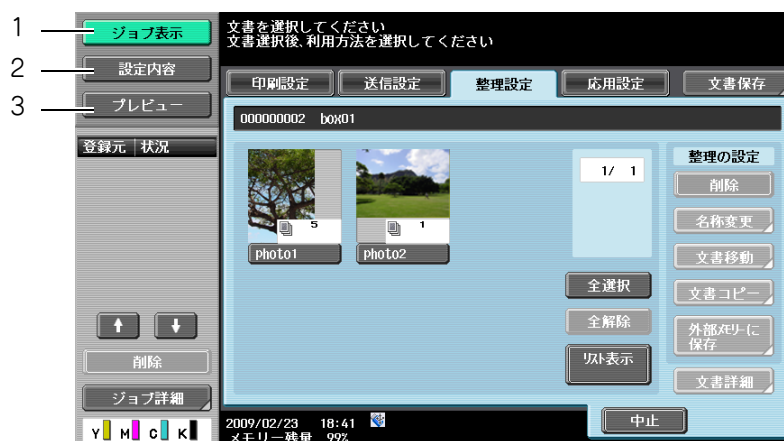 1
ジョブ表示
2
設定内容
3
プレビュー
登録元 状況
削除
ジョブ詳細
Y M C K
文書を選択してください
文書選択後、利用方法を選択してください
印刷設定 送信設定 整理設定 応用設定 文書保存
000000002 box01
5
photo1
1
photo2
1/ 1
全選択
全解除
リスト表示
整理の設定
削除
名称変更
文書移動
文書コピー
外部メモリーに
保存
文書詳細
2009/02/23 18:41
メモリー残量 99%
中止